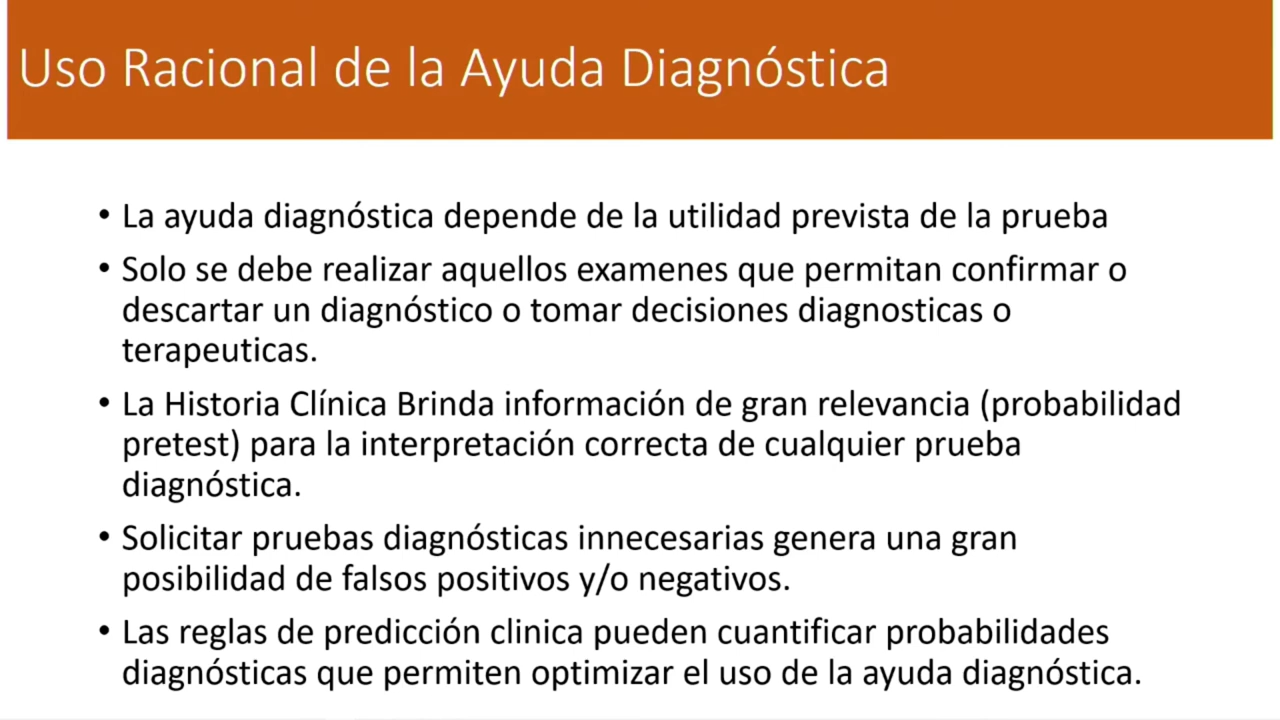 Uso Racional de la Ayuda Diagnóstica
• La ayuda diagnóstica depende de la utilidad prevista de la prueba
• Solo se debe realizar aquellos examenes que permitan confirmar o
descartar un diagnóstico o tomar decisiones diagnosticas o
terapeuticas.
• La Historia Clínica Brinda información de gran relevancia (probabilidad
pretest) para la interpretación correcta de cualquier prueba
diagnóstica.
• Solicitar pruebas diagnósticas innecesarias genera una gran
posibilidad de falsos positivos y/o negativos.
• Las reglas de predicción clinica pueden cuantificar probabilidades
diagnósticas que permiten optimizar el uso de la ayuda diagnóstica.